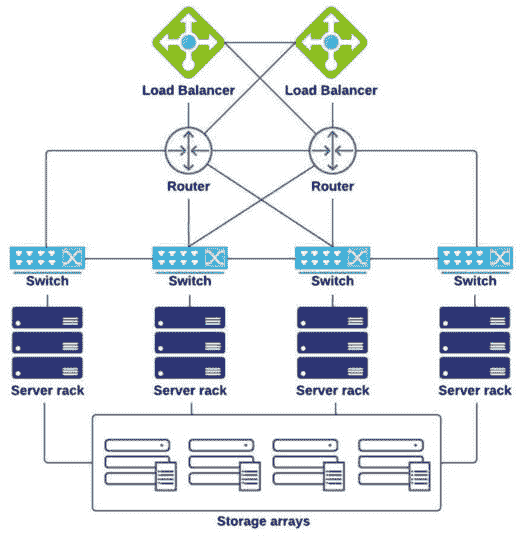 Load Balancer Load Balancer
Router Router
Switch Switch Switch Switch
Server rack Server rack Server rack Server rack
Storage arrays